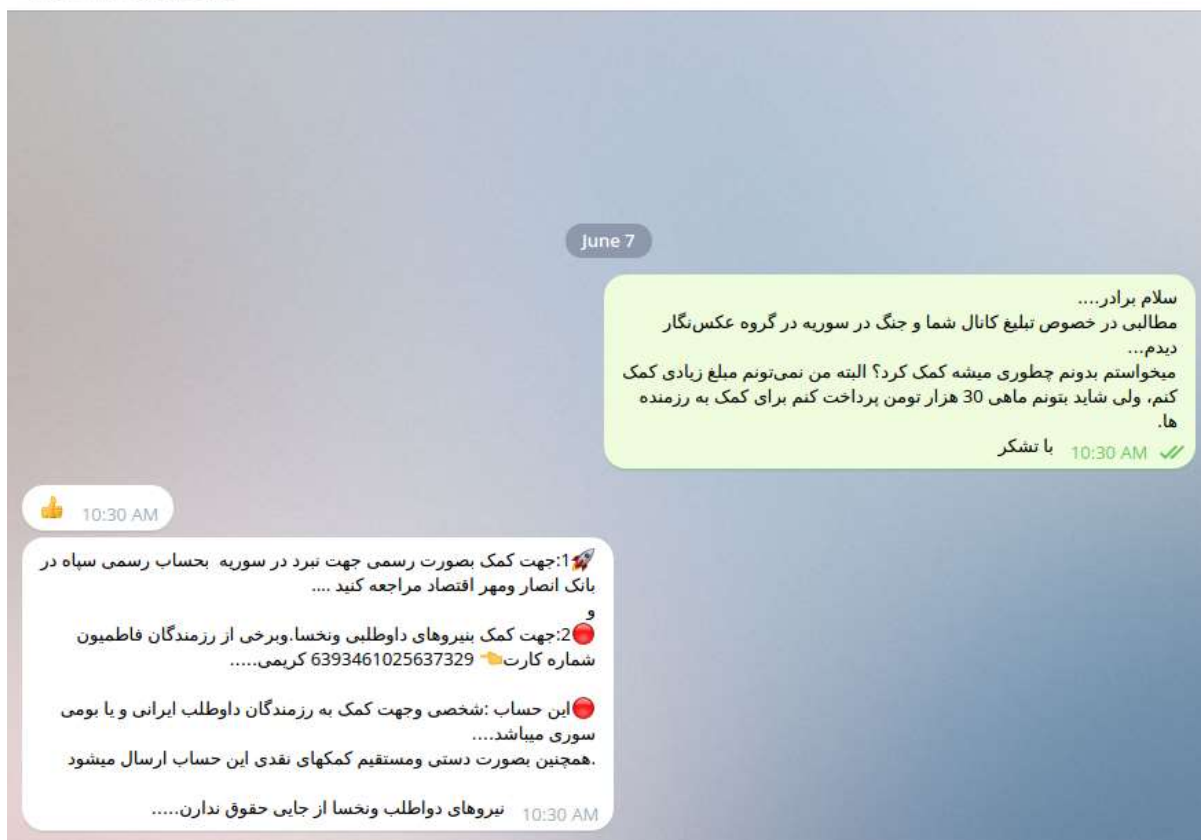 June 7
سلام برادر....
مطالبی در خصوص تبلیغ کانال شما و جنگ در سوریه در گروه عکس‌نگار
دیدم...
میخواستم بدونم چطوری میشه کمک کرد؟ البته من نمی‌تونم مبلغ زیادی کمک
کنم، ولی شاید بتونم ماهی 30 هزار تومن پرداخت کنم برای کمک به رزمنده
ها.
با تشکر 10:30 AM
👍 10:30 AM
🚀1:جهت کمک بصورت رسمی جهت نبرد در سوریه بحساب رسمی سپاه در
بانک انصار ومهر اقتصاد مراجعه کنید ....
و
🔴2:جهت کمک بنیروهای داوطلبی ونخسا.وبرخی از رزمندگان فاطمیون
شماره کارت👈 6393461025637329 کریمی.....
🔴این حساب :شخصی وجهت کمک به رزمندگان داوطلب ایرانی و یا بومی
سوری میباشد....
.همچنین بصورت دستی ومستقیم کمکهای نقدی این حساب ارسال میشود
نیروهای دواطلب ونخسا از جایی حقوق ندارن..... 10:30 AM